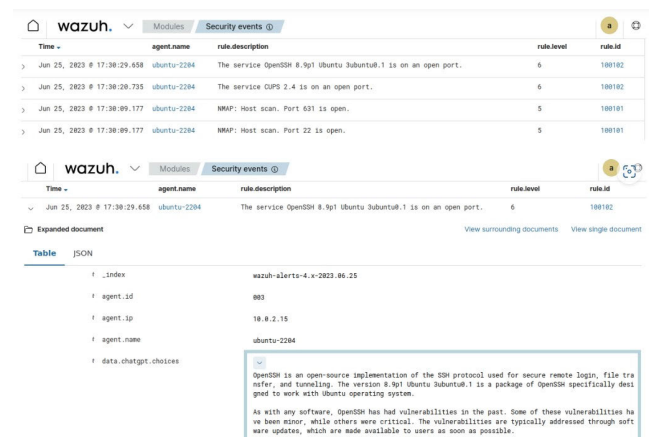 wazuh. Modules Security events a
Time agent.name rule.description rule.level rule.id
Jun 25, 2023 @ 17:30:29.658 ubuntu-2204 The service OpenSSH 8.9p1 Ubuntu 3ubuntu0.1 is on an open port. 6 100102
Jun 25, 2023 @ 17:30:20.735 ubuntu-2204 The service CUPS 2.4 is on an open port. 6 100102
Jun 25, 2023 @ 17:30:09.177 ubuntu-2204 NMAP: Host scan. Port 631 is open. 5 100101
Jun 25, 2023 @ 17:30:09.177 ubuntu-2204 NMAP: Host scan. Port 22 is open. 5 100101
wazuh. Modules Security events a
Time agent.name rule.description rule.level rule.id
Jun 25, 2023 @ 17:30:29.658 ubuntu-2204 The service OpenSSH 8.9p1 Ubuntu 3ubuntu0.1 is on an open port. 6 100102
Expanded document View surrounding documents View single document
Table JSON
t _index wazuh-alerts-4.x-2023.06.25
t agent.id 003
t agent.ip 10.0.2.15
t agent.name ubuntu-2204
t data.chatgpt.choices
OpenSSH is an open-source implementation of the SSH protocol used for secure remote login, file tra
nsfer, and tunneling. The version 8.9p1 Ubuntu 3ubuntu0.1 is a package of OpenSSH specifically desi
gned to work with Ubuntu operating system.
As with any software, OpenSSH has had vulnerabilities in the past. Some of these vulnerabilities ha
ve been minor, while others were critical. The vulnerabilities are typically addressed through soft
ware updates, which are made available to users as soon as possible.